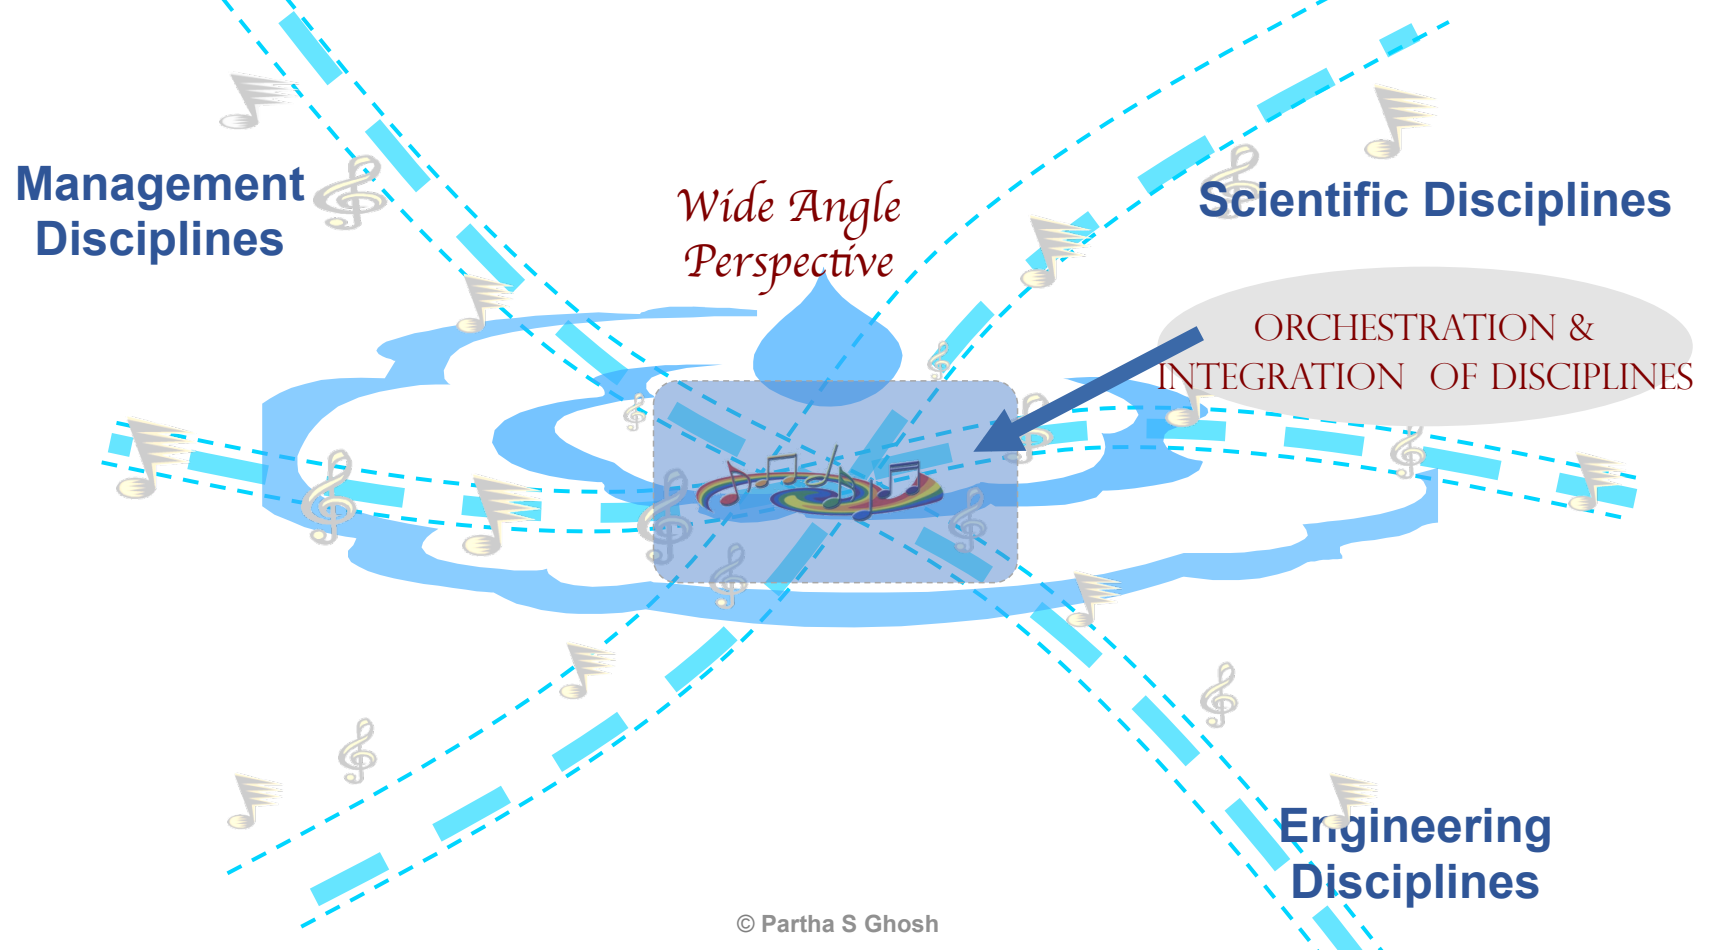 Management
Disciplines
Wide Angle
Perspective
Scientific Disciplines
ORCHESTRATION &
INTEGRATION OF DISCIPLINES
Engineering
Disciplines
© Partha S Ghosh